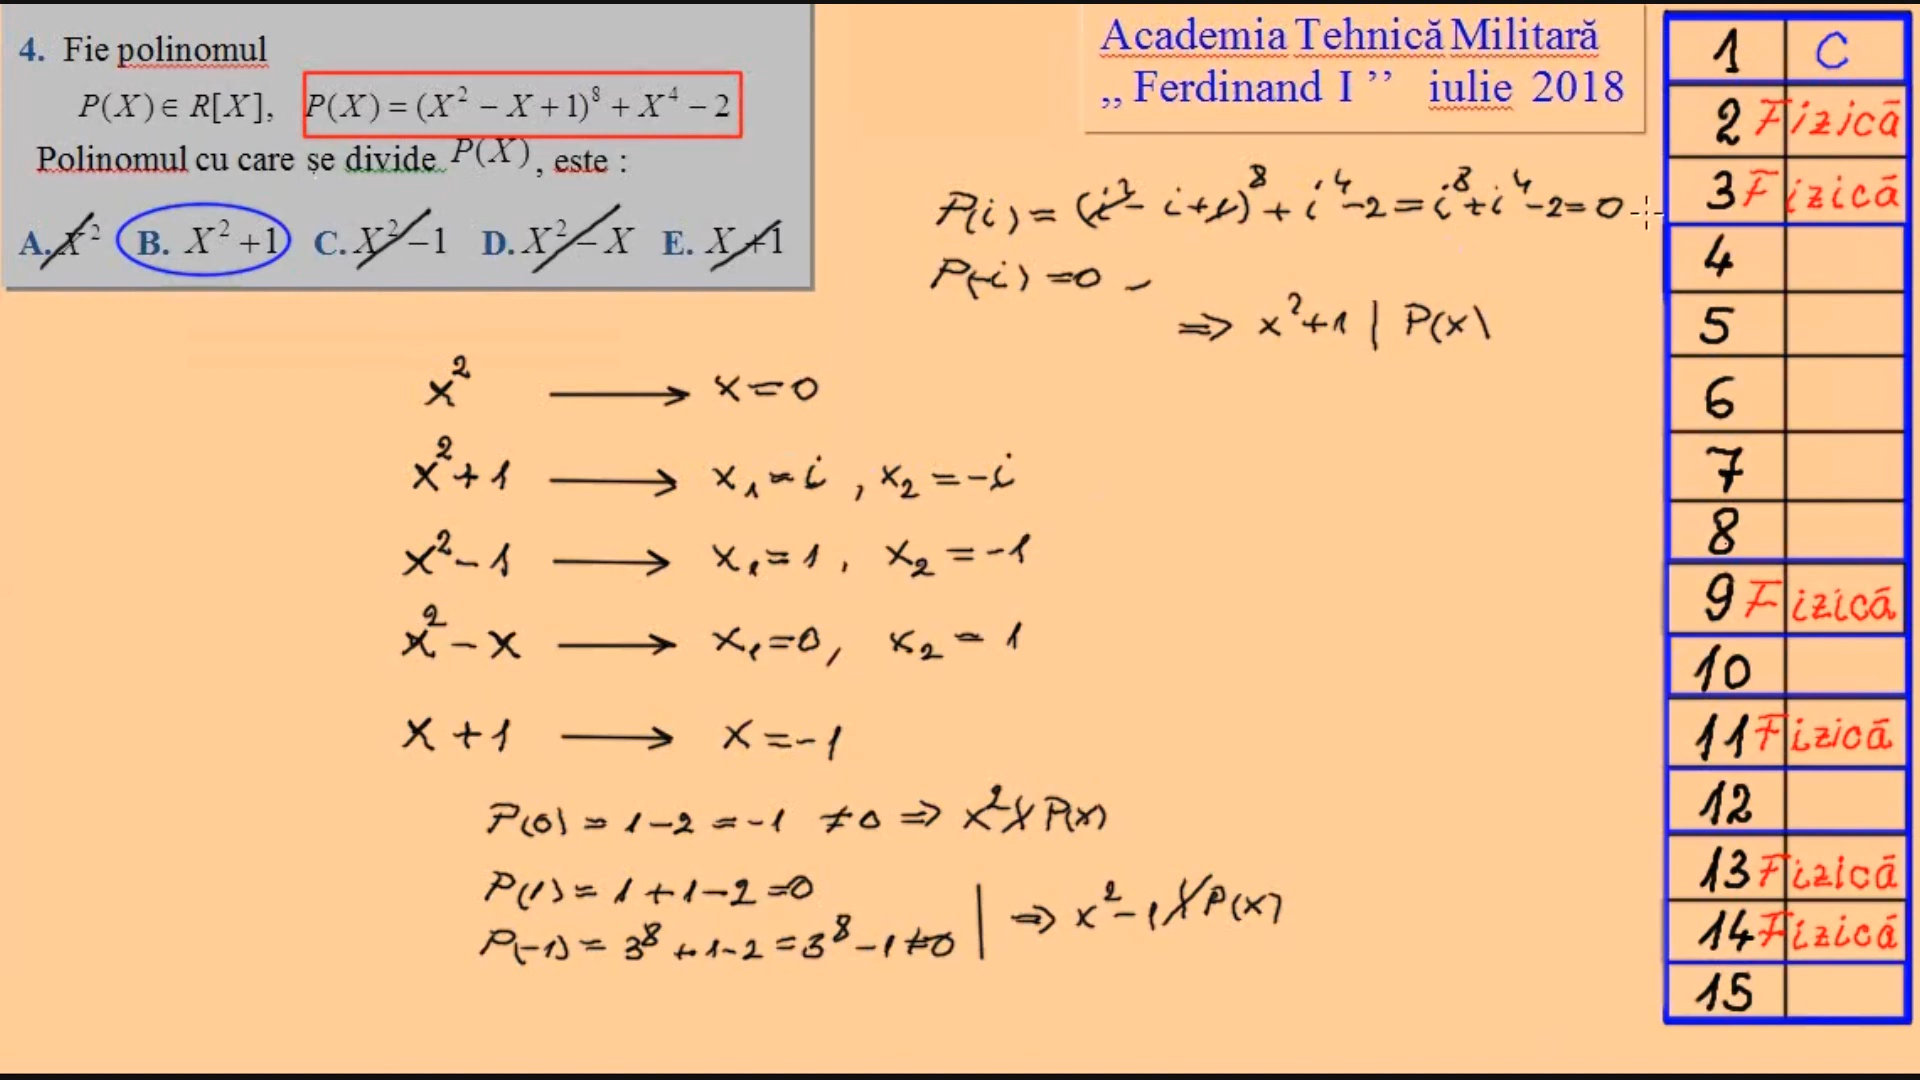 4. Fie polinomul
P(X) ∈ R[X], P(X) = (X² − X + 1)⁸ + X⁴ − 2
Polinomul cu care se divide P(X), este :
A. X² B. X² + 1 C. X² − 1 D. X² − X E. X + 1
Academia Tehnică Militară
,, Ferdinand I ’’ iulie 2018
P(i) = (i² − i + 1)⁸ + i⁴ − 2 = i⁸ + i⁴ − 2 = 0
P(−i) = 0
⇒ x² + 1 | P(x)
x² ⟶ x = 0
x² + 1 ⟶ x₁ = i , x₂ = −i
x² − 1 ⟶ x₁ = 1 , x₂ = −1
x² − x ⟶ x₁ = 0, x₂ = 1
x + 1 ⟶ x = −1
P(0) = 1 − 2 = −1 ≠ 0 ⇒ x² ∤ P(x)
P(1) = 1 + 1 − 2 = 0
P(−1) = 3⁸ + 1 − 2 = 3⁸ − 1 ≠ 0 | ⇒ x² − 1 ∤ P(x)
1 C
2 Fizică
3 Fizică
4
5
6
7
8
9 Fizică
10
11 Fizică
12
13 Fizică
14 Fizică
15